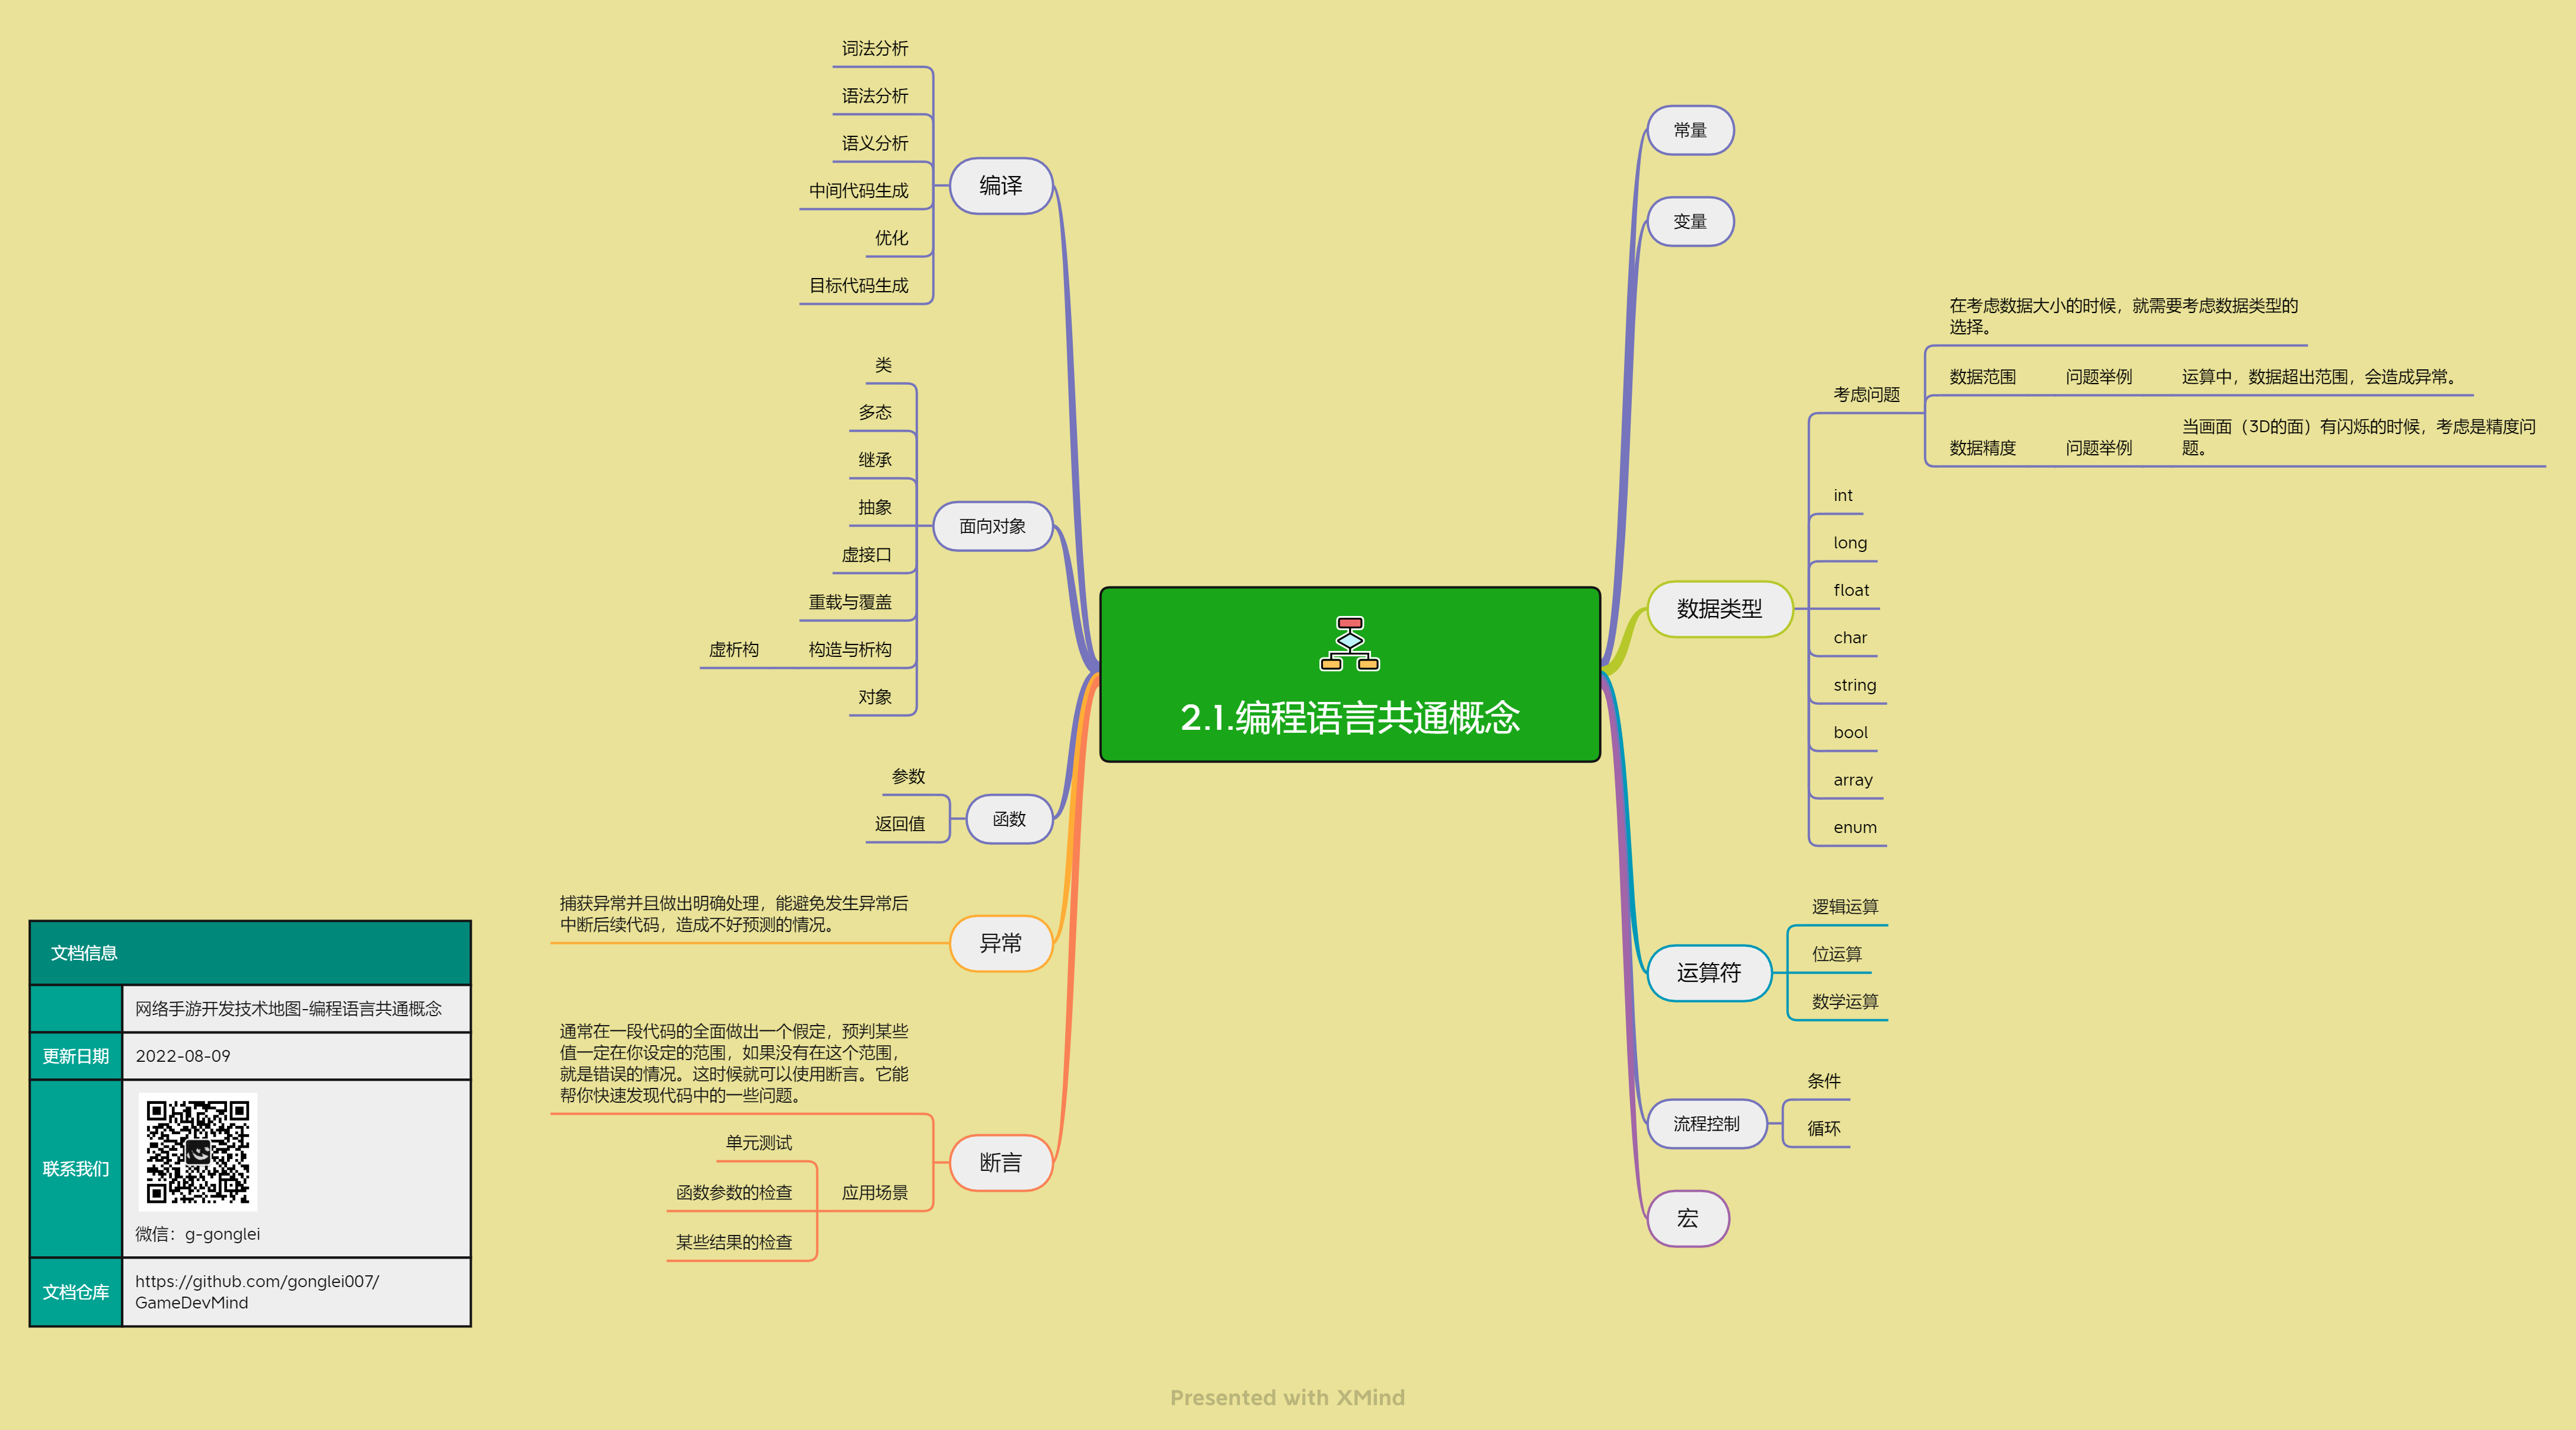 2.1.编程语言共通概念
常量
变量
数据类型
考虑问题
在考虑数据大小的时候，就需要考虑数据类型的
选择。
数据范围
问题举例
运算中，数据超出范围，会造成异常。
数据精度
问题举例
当画面（3D的面）有闪烁的时候，考虑是精度问
题。
int
long
float
char
string
bool
array
enum
运算符
逻辑运算
位运算
数学运算
流程控制
条件
循环
宏
编译
词法分析
语法分析
语义分析
中间代码生成
优化
目标代码生成
面向对象
类
多态
继承
抽象
虚接口
重载与覆盖
构造与析构
虚析构
对象
函数
参数
返回值
异常
捕获异常并且做出明确处理，能避免发生异常后
中断后续代码，造成不好预测的情况。
断言
通常在一段代码的全面做出一个假定，预判某些
值一定在你设定的范围，如果没有在这个范围，
就是错误的情况。这时候就可以使用断言。它能
帮你快速发现代码中的一些问题。
应用场景
单元测试
函数参数的检查
某些结果的检查
文档信息
网络手游开发技术地图-编程语言共通概念
更新日期
2022-08-09
联系我们
微信：g-gonglei
文档仓库
https://github.com/gonglei007/
GameDevMind
Presented with XMind